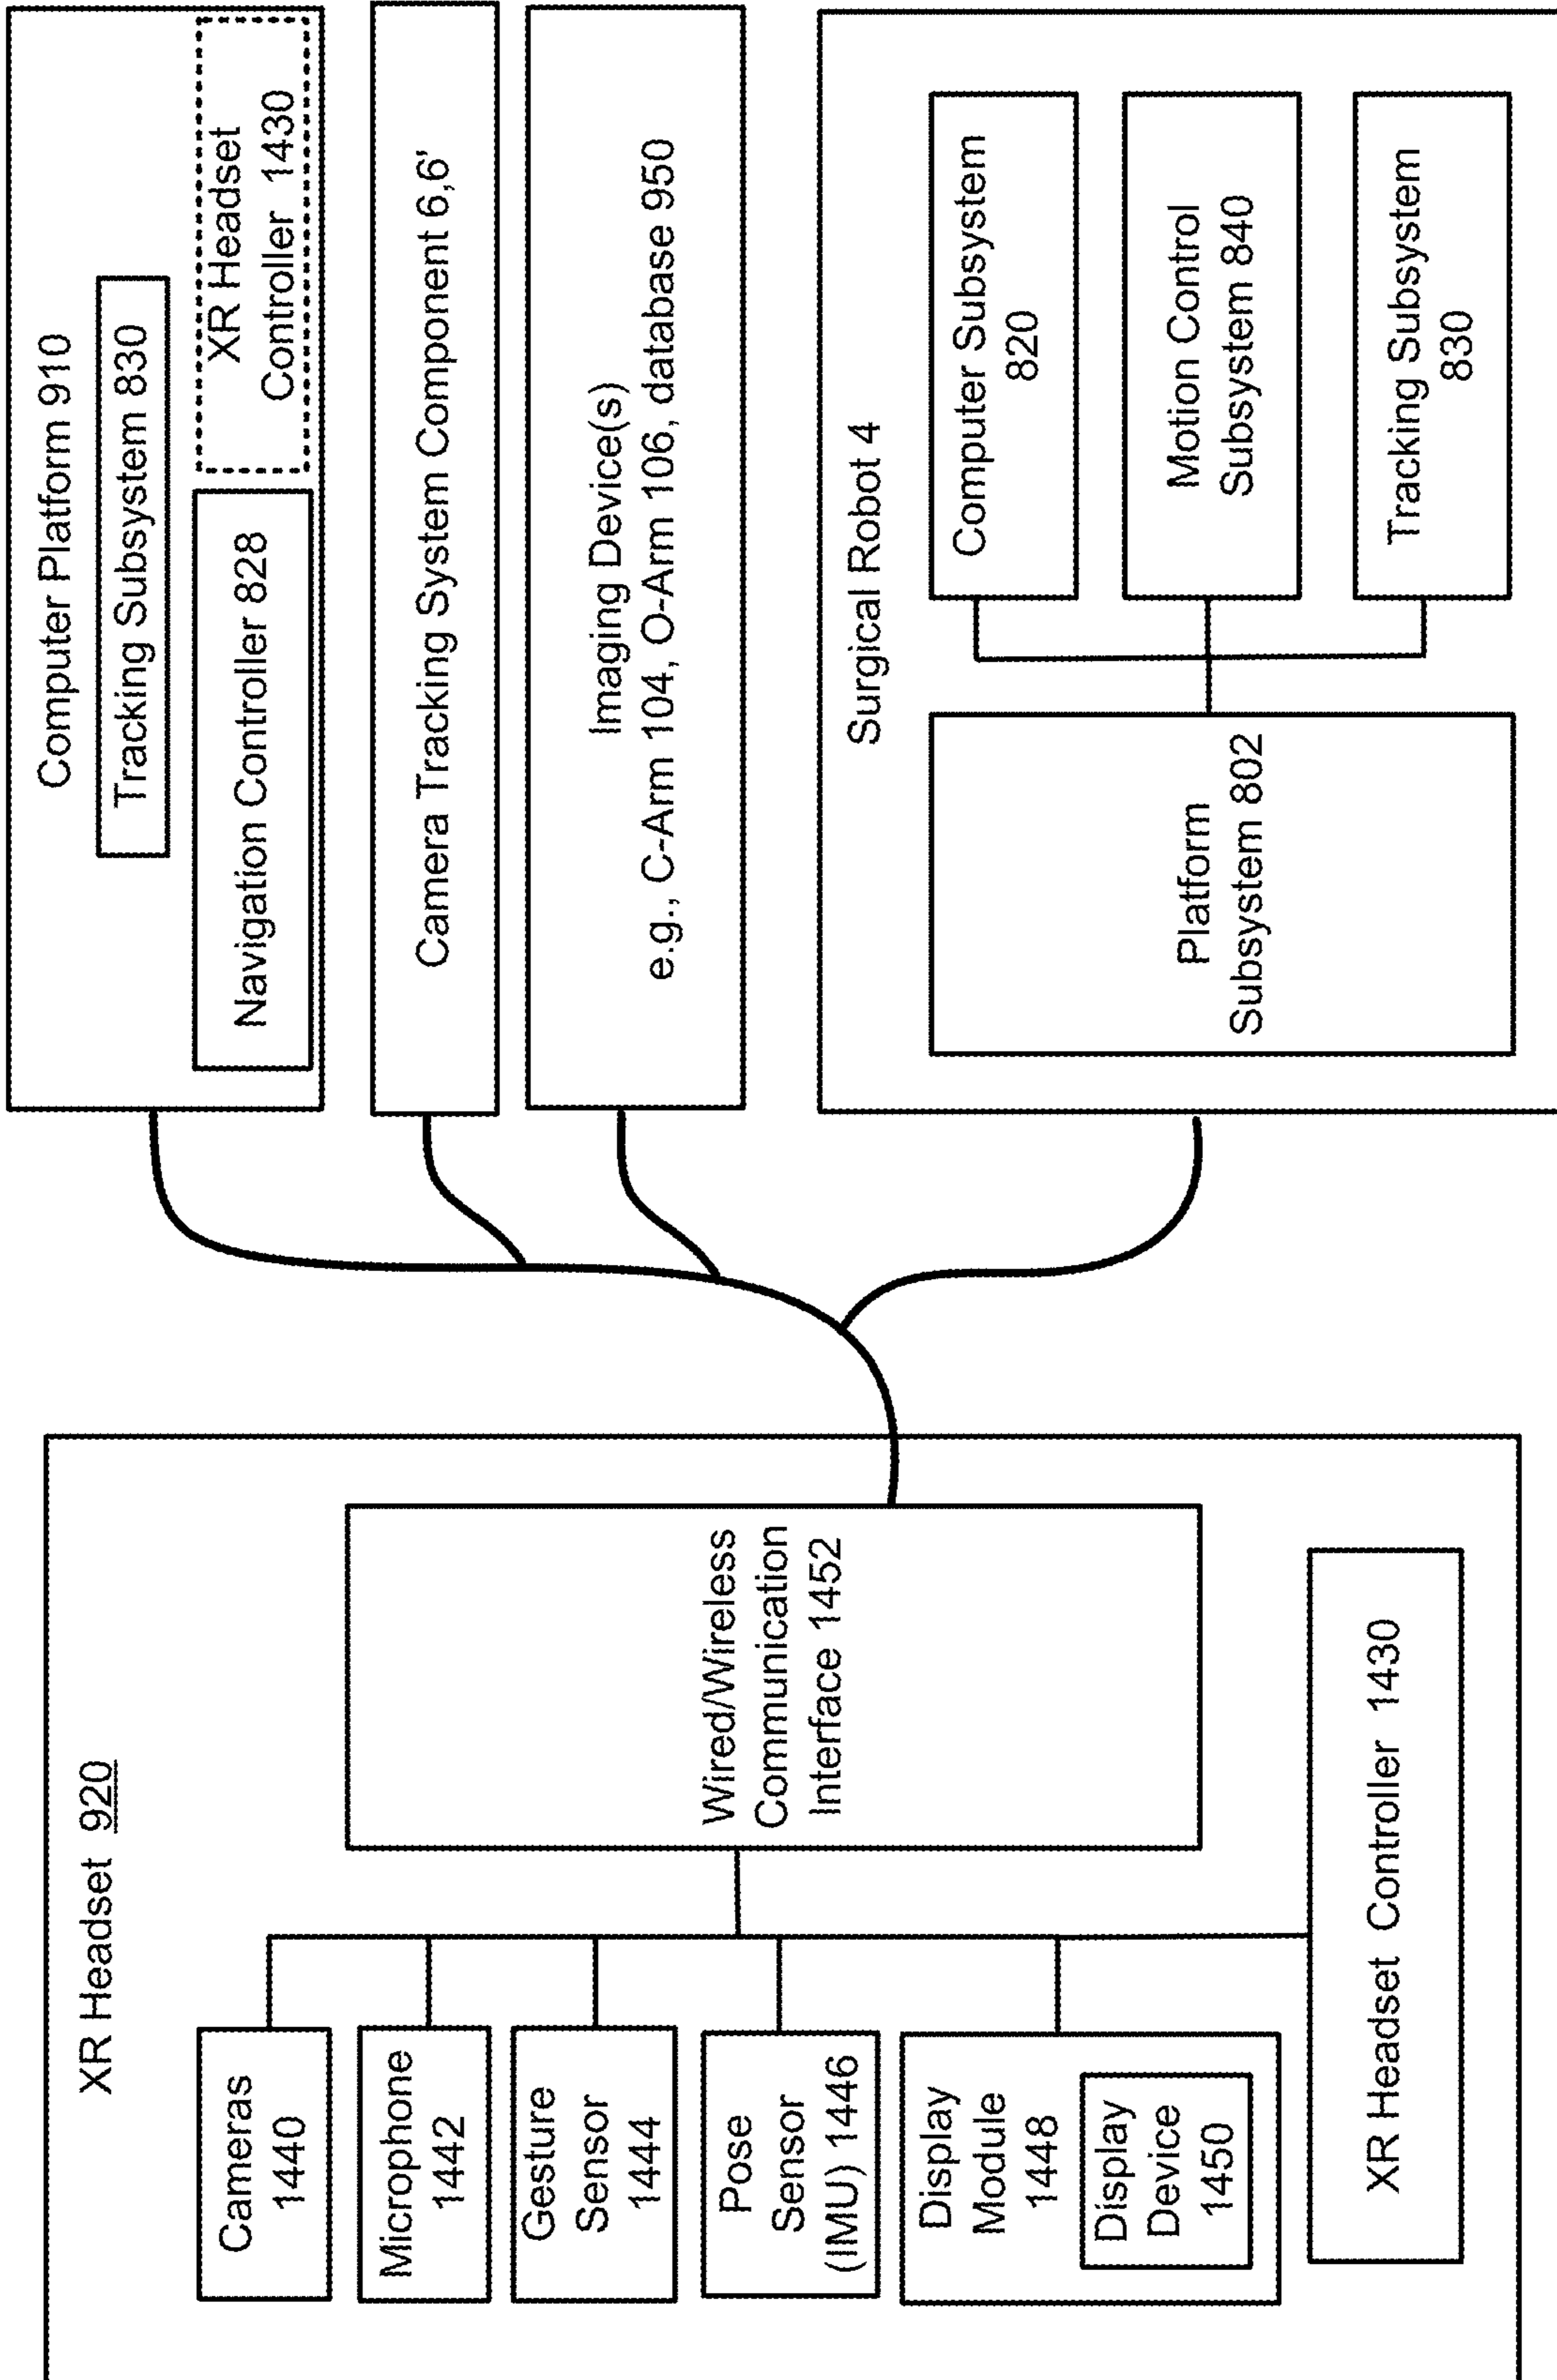 XR Headset 920
Cameras
1440
Microphone
1442
Gesture
Sensor
1444
Pose
Sensor
(IMU) 1446
Display
Module
1448
Display
Device
1450
Wired/Wireless
Communication
Interface 1452
XR Headset Controller 1430
Computer Platform 910
Tracking Subsystem 830
Navigation Controller 828
XR Headset
Controller 1430
Camera Tracking System Component 6,6'
Imaging Device(s)
e.g., C-Arm 104, O-Arm 106, database 950
Surgical Robot 4
Platform
Subsystem 802
Computer Subsystem
820
Motion Control
Subsystem 840
Tracking Subsystem
830